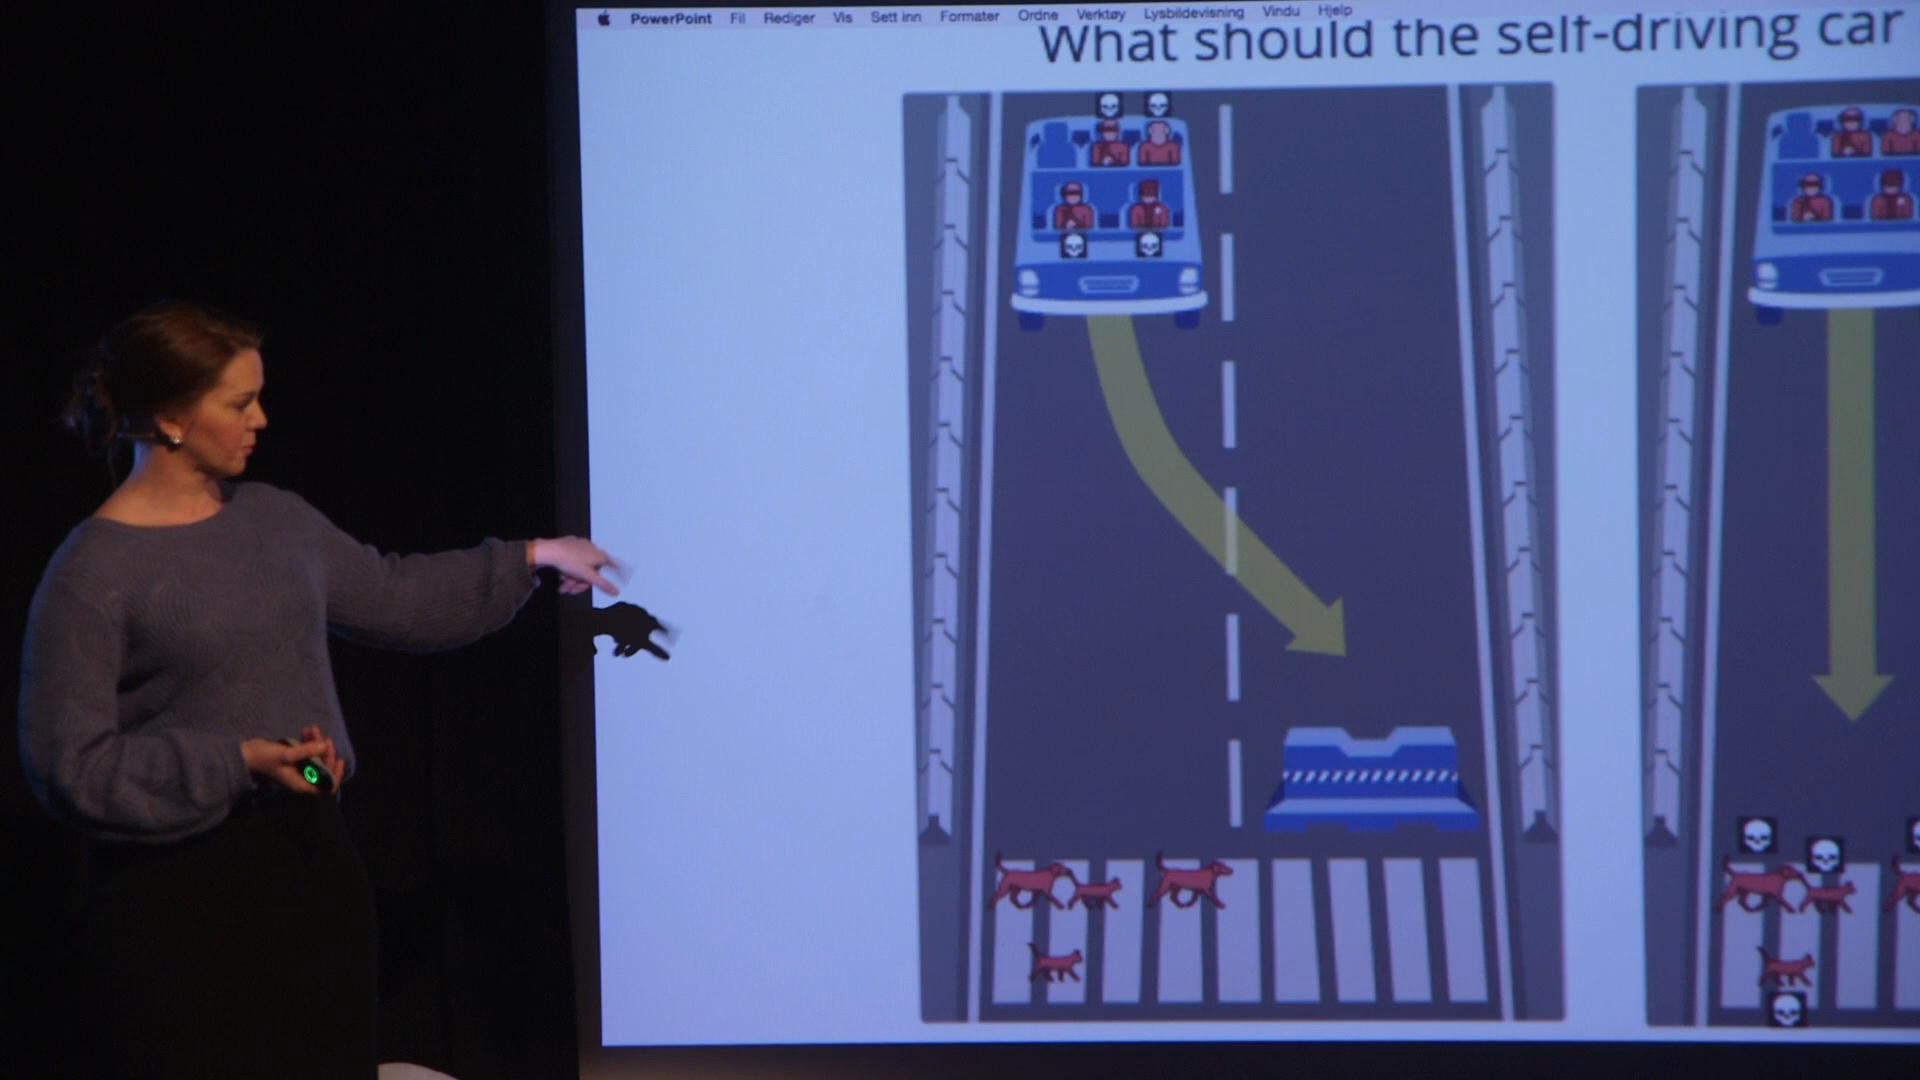 PowerPoint Fil Rediger Vis Sett inn Formater Ordne Verktøy Lysbildevisning Vindu Hjelp
What should the self-driving car